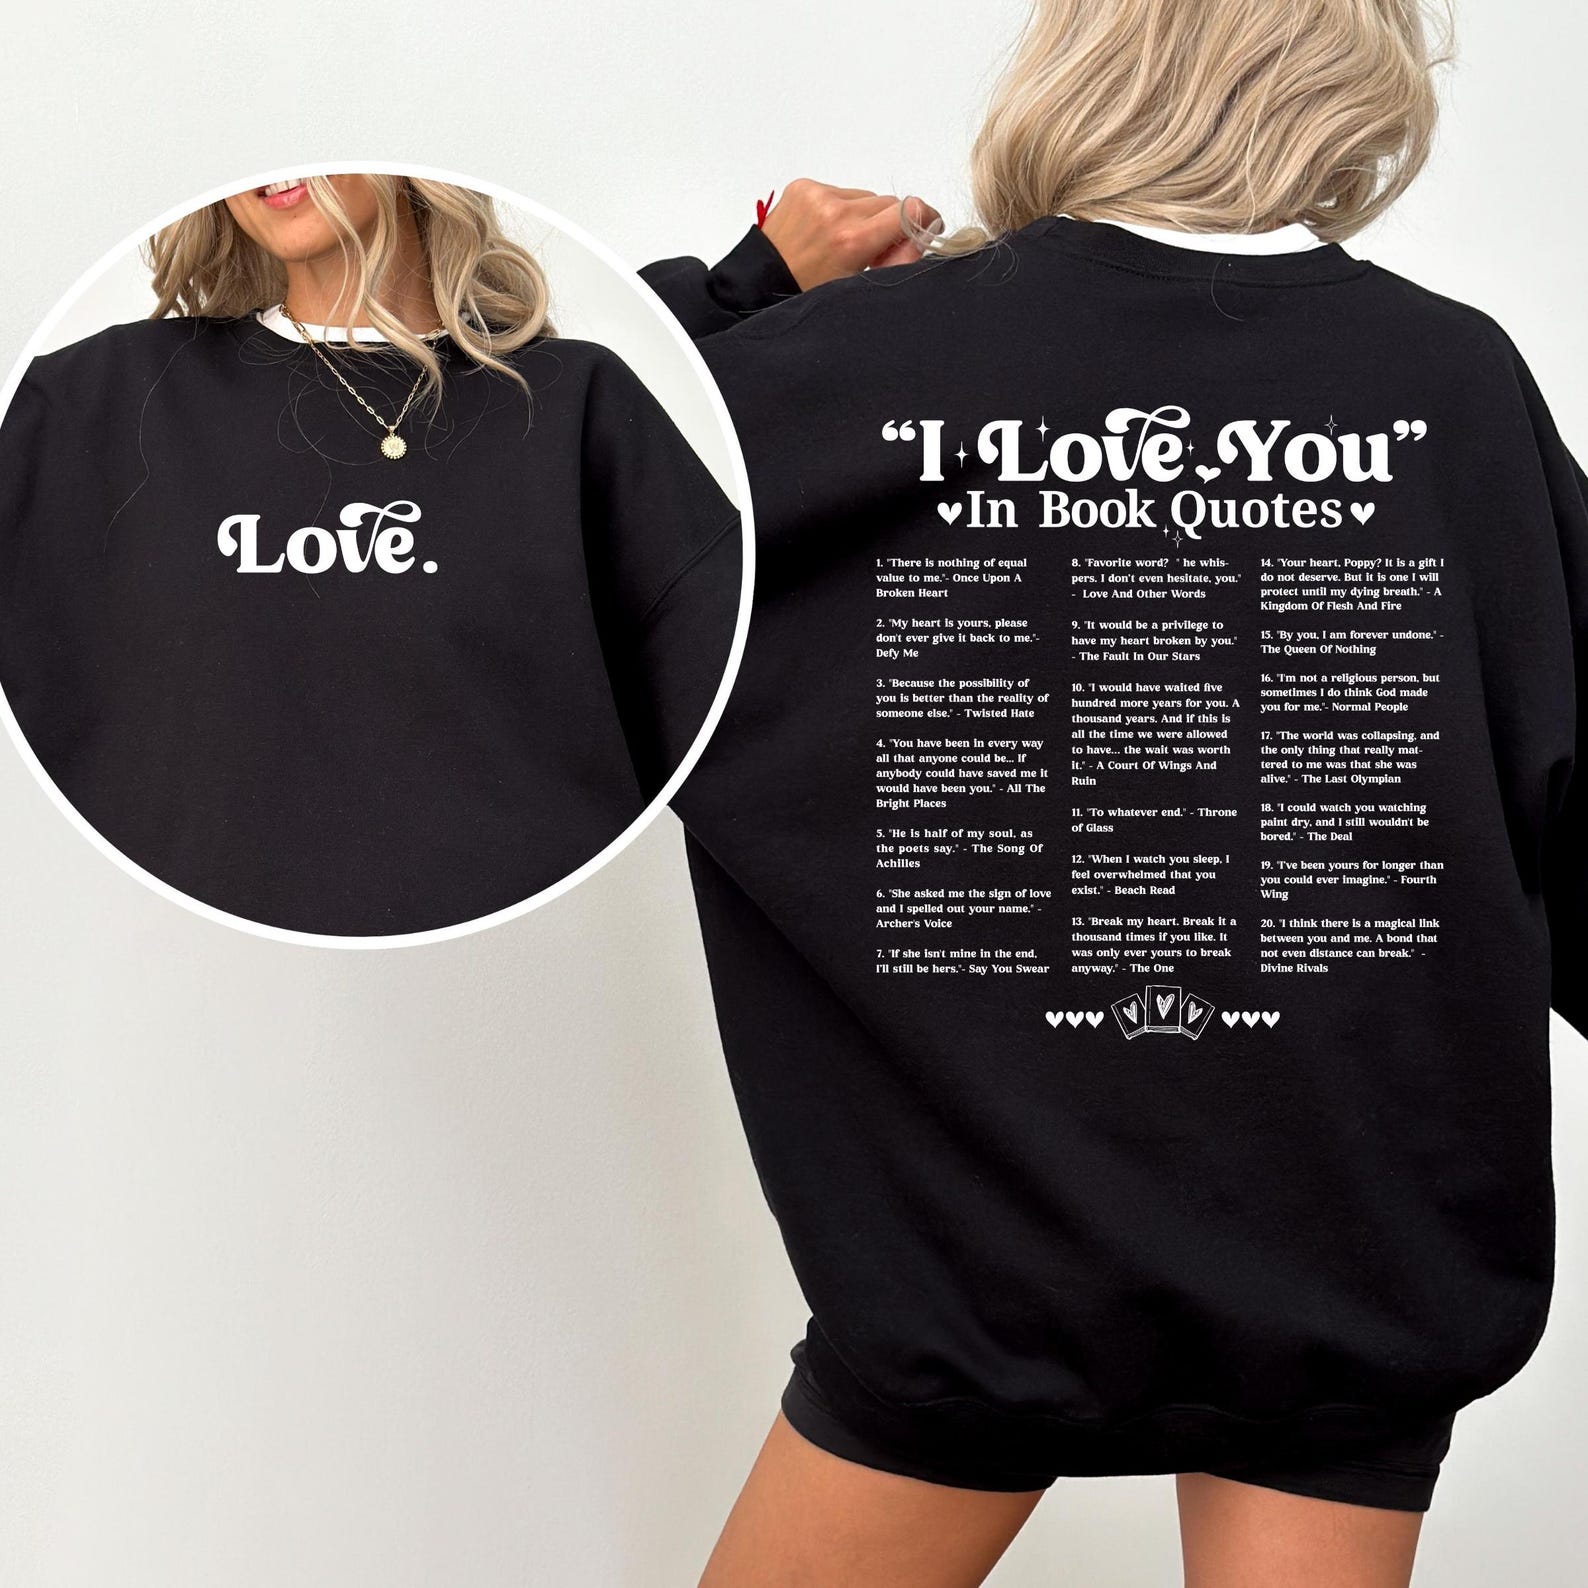 Love.
“I Love You”
In Book Quotes
1. "There is nothing of equal
value to me."- Once Upon A
Broken Heart
2. "My heart is yours, please
don't ever give it back to me."-
Defy Me
3. "Because the possibility of
you is better than the reality of
someone else." - Twisted Hate
4. "You have been in every way
all that anyone could be... If
anybody could have saved me it
would have been you." - All The
Bright Places
5. "He is half of my soul, as
the poets say." - The Song Of
Achilles
6. "She asked me the sign of love
and I spelled out your name." -
Archer's Voice
7. "If she isn't mine in the end,
I'll still be hers."- Say You Swear
8. "Favorite word? " he whis-
pers. I don't even hesitate, you."
- Love And Other Words
9. "It would be a privilege to
have my heart broken by you."
- The Fault In Our Stars
10. "I would have waited five
hundred more years for you. A
thousand years. And if this is
all the time we were allowed
to have... the wait was worth
it." - A Court Of Wings And
Ruin
11. "To whatever end." - Throne
of Glass
12. "When I watch you sleep, I
feel overwhelmed that you
exist." - Beach Read
13. "Break my heart. Break it a
thousand times if you like. It
was only ever yours to break
anyway." - The One
14. "Your heart, Poppy? It is a gift I
do not deserve. But it is one I will
protect until my dying breath." - A
Kingdom Of Flesh And Fire
15. "By you, I am forever undone." -
The Queen Of Nothing
16. "I'm not a religious person, but
sometimes I do think God made
you for me."- Normal People
17. "The world was collapsing, and
the only thing that really mat-
tered to me was that she was
alive." - The Last Olympian
18. "I could watch you watching
paint dry, and I still wouldn't be
bored." - The Deal
19. "I've been yours for longer than
you could ever imagine." - Fourth
Wing
20. "I think there is a magical link
between you and me. A bond that
not even distance can break." -
Divine Rivals